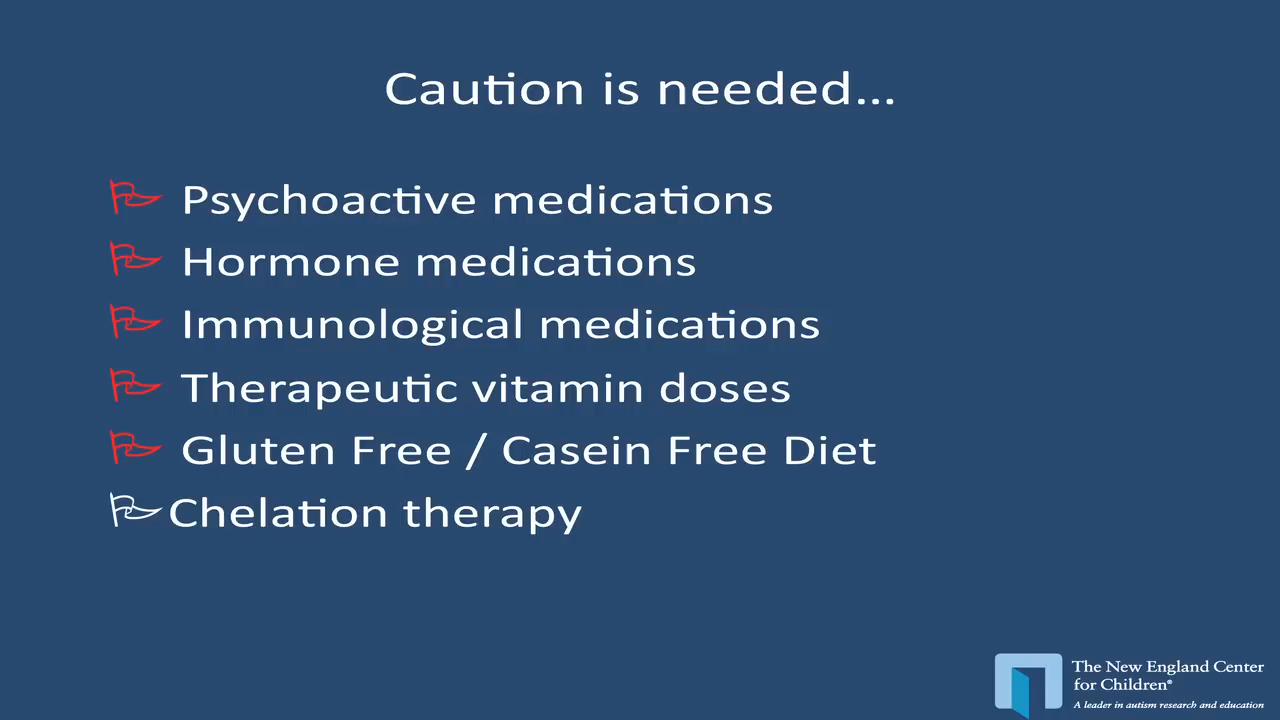 Caution is needed...
Psychoactive medications
Hormone medications
Immunological medications
Therapeutic vitamin doses
Gluten Free / Casein Free Diet
Chelation therapy
The New England Center
for Children®
A leader in autism research and education